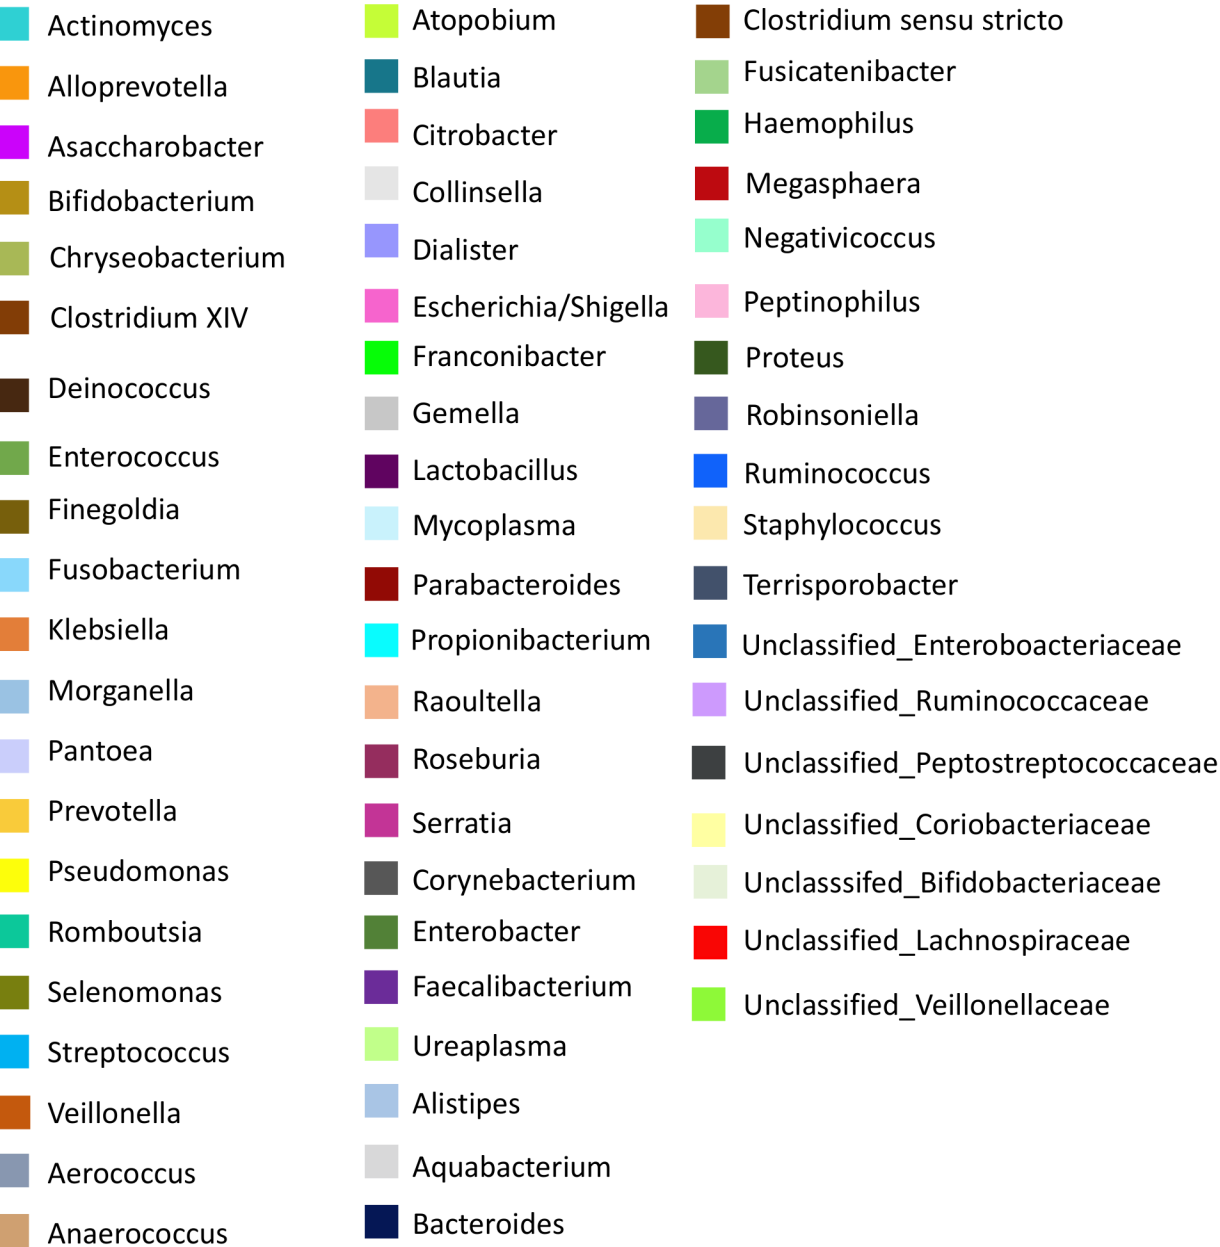 Actinomyces
Alloprevotella
Asaccharobacter
Bifidobacterium
Chryseobacterium
Clostridium XIV
Deinococcus
Enterococcus
Finegoldia
Fusobacterium
Klebsiella
Morganella
Pantoea
Prevotella
Pseudomonas
Romboutsia
Selenomonas
Streptococcus
Veillonella
Aerococcus
Anaerococcus
Atopobium
Blautia
Citrobacter
Collinsella
Dialister
Escherichia/Shigella
Franconibacter
Gemella
Lactobacillus
Mycoplasma
Parabacteroides
Propionibacterium
Raoultella
Roseburia
Serratia
Corynebacterium
Enterobacter
Faecalibacterium
Ureaplasma
Alistipes
Aquabacterium
Bacteroides
Clostridium sensu stricto
Fusicatenibacter
Haemophilus
Megasphaera
Negativicoccus
Peptinophilus
Proteus
Robinsoniella
Ruminococcus
Staphylococcus
Terrisporobacter
Unclassified_Enteroboacteriaceae
Unclassified_Ruminococcaceae
Unclassified_Peptostreptococcaceae
Unclassified_Coriobacteriaceae
Unclasssifed_Bifidobacteriaceae
Unclassified_Lachnospiraceae
Unclassified_Veillonellaceae